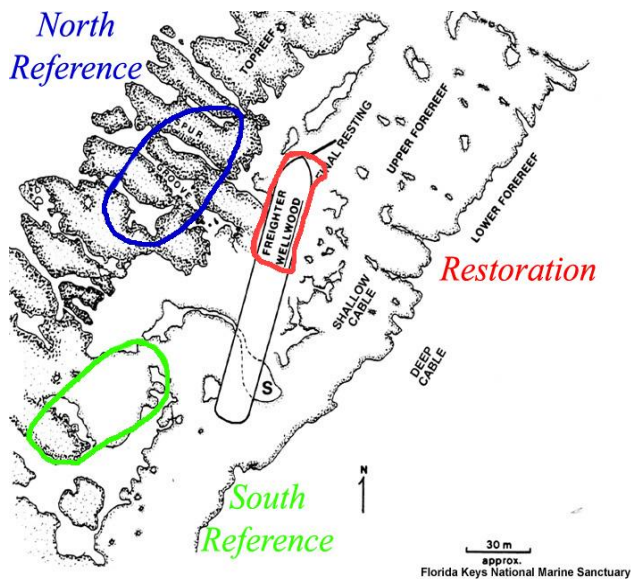 North
Reference
TOPREEF
SPUR
GROOVE
FINAL RESTING
FREIGHTER
WELLWOOD
UPPER FOREREEF
LOWER FOREREEF
Restoration
SHALLOW
CABLE
DEEP
CABLE
S
N
South
Reference
30 m
approx.
Florida Keys National Marine Sanctuary